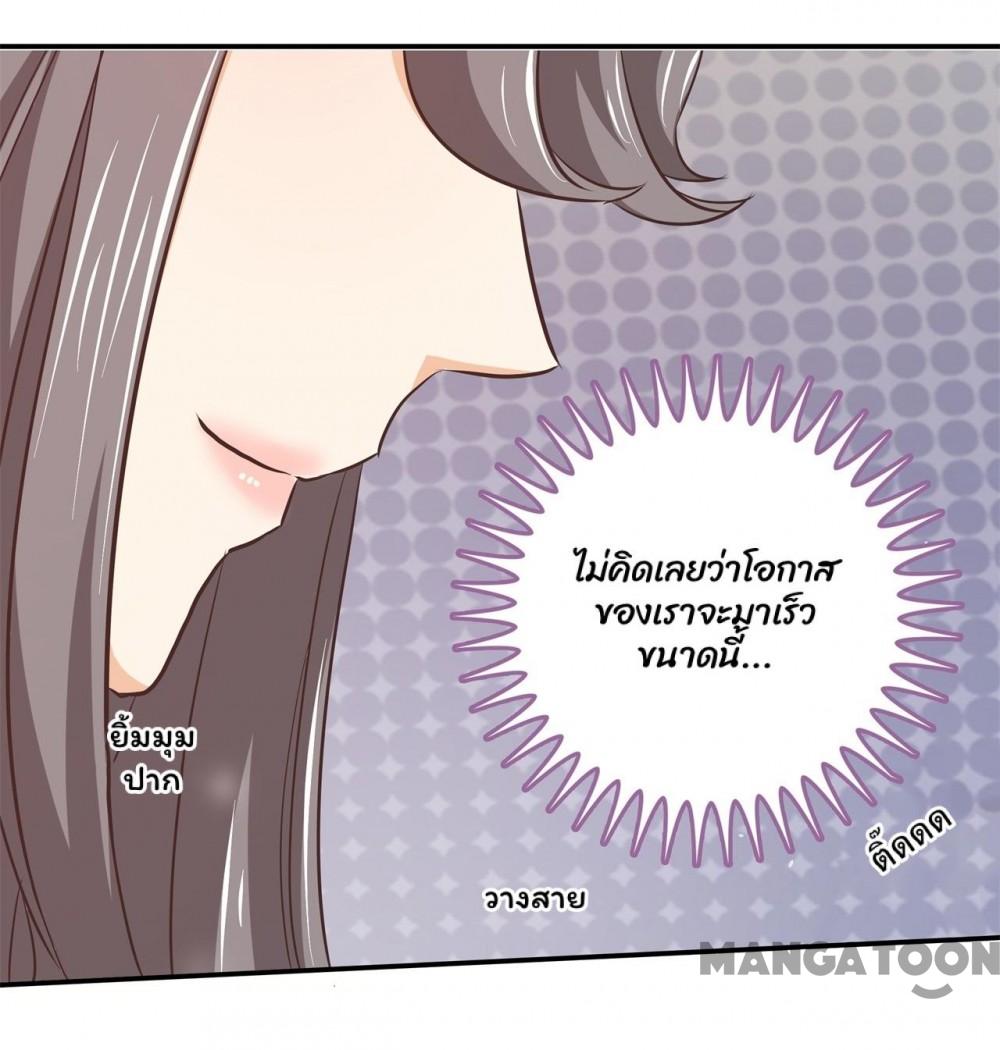 ไม่คิดเลยว่าโอกาส
ของเราจะมาเร็ว
ขนาดนี้...
ยิ้มมุม
ปาก
ติ๊ดดด
วางสาย
MANGATOON